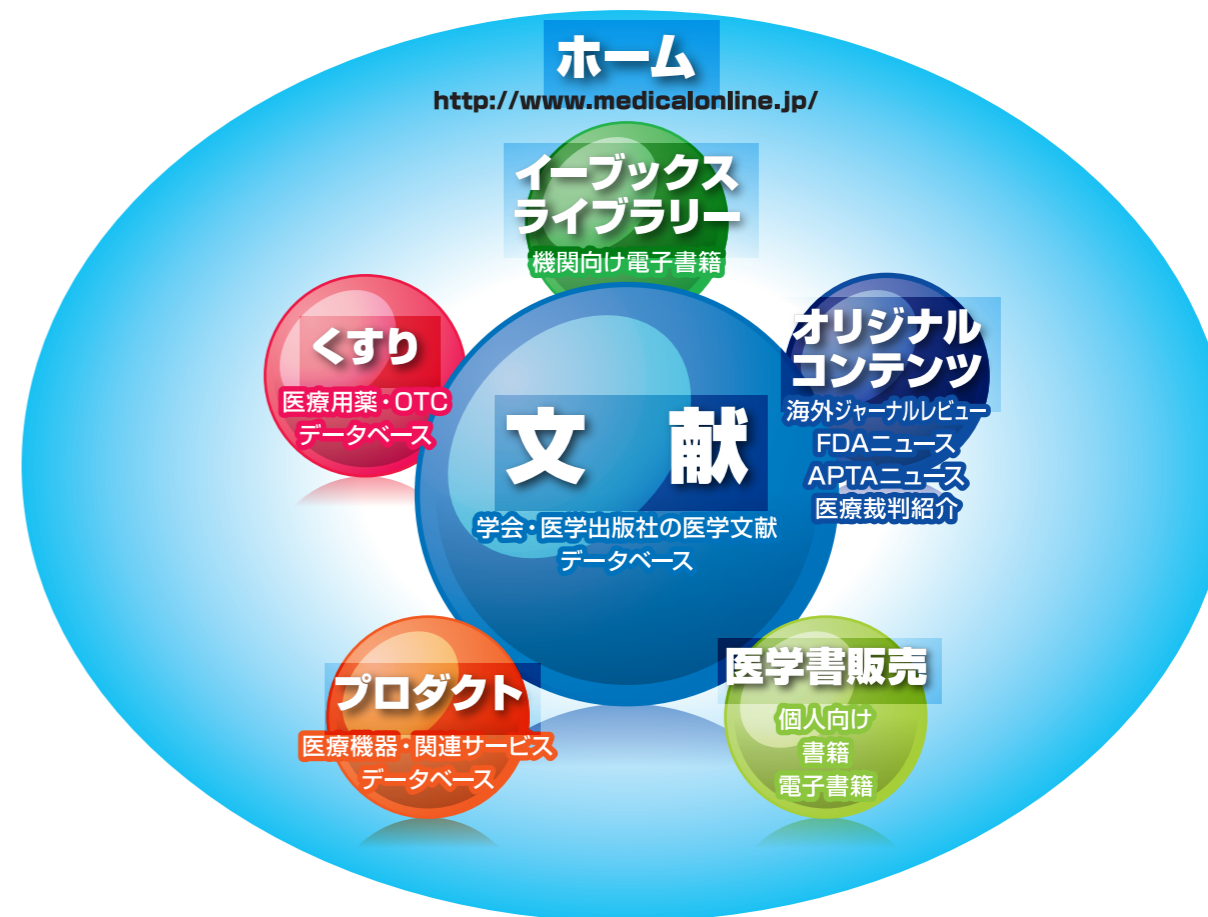 ホーム
http://www.medicalonline.jp/
イーブックス
ライブラリー
機関向け電子書籍
くすり
医療用薬・OTC
データベース
オリジナル
コンテンツ
海外ジャーナルレビュー
FDAニュース
APTAニュース
医療裁判紹介
文 献
学会・医学出版社の医学文献
データベース
プロダクト
医療機器・関連サービス
データベース
医学書販売
個人向け
書籍
電子書籍